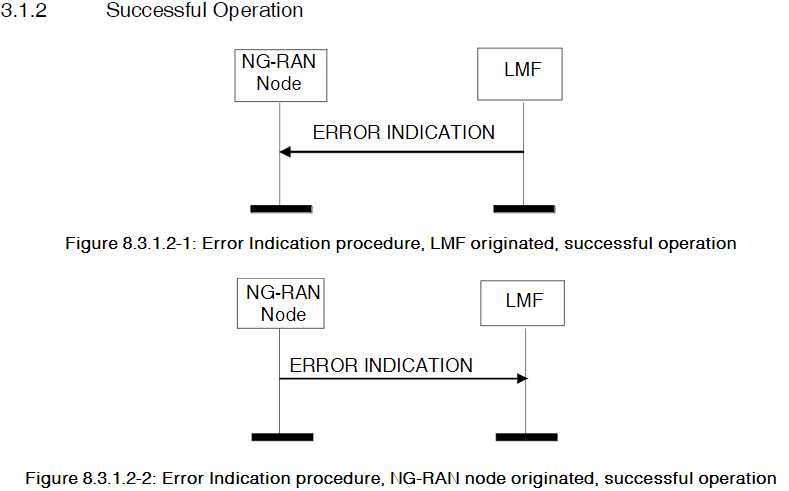 3.1.2 Successful Operation
NG-RAN
Node
LMF
ERROR INDICATION
Figure 8.3.1.2-1: Error Indication procedure, LMF originated, successful operation
NG-RAN
Node
LMF
ERROR INDICATION
Figure 8.3.1.2-2: Error Indication procedure, NG-RAN node originated, successful operation